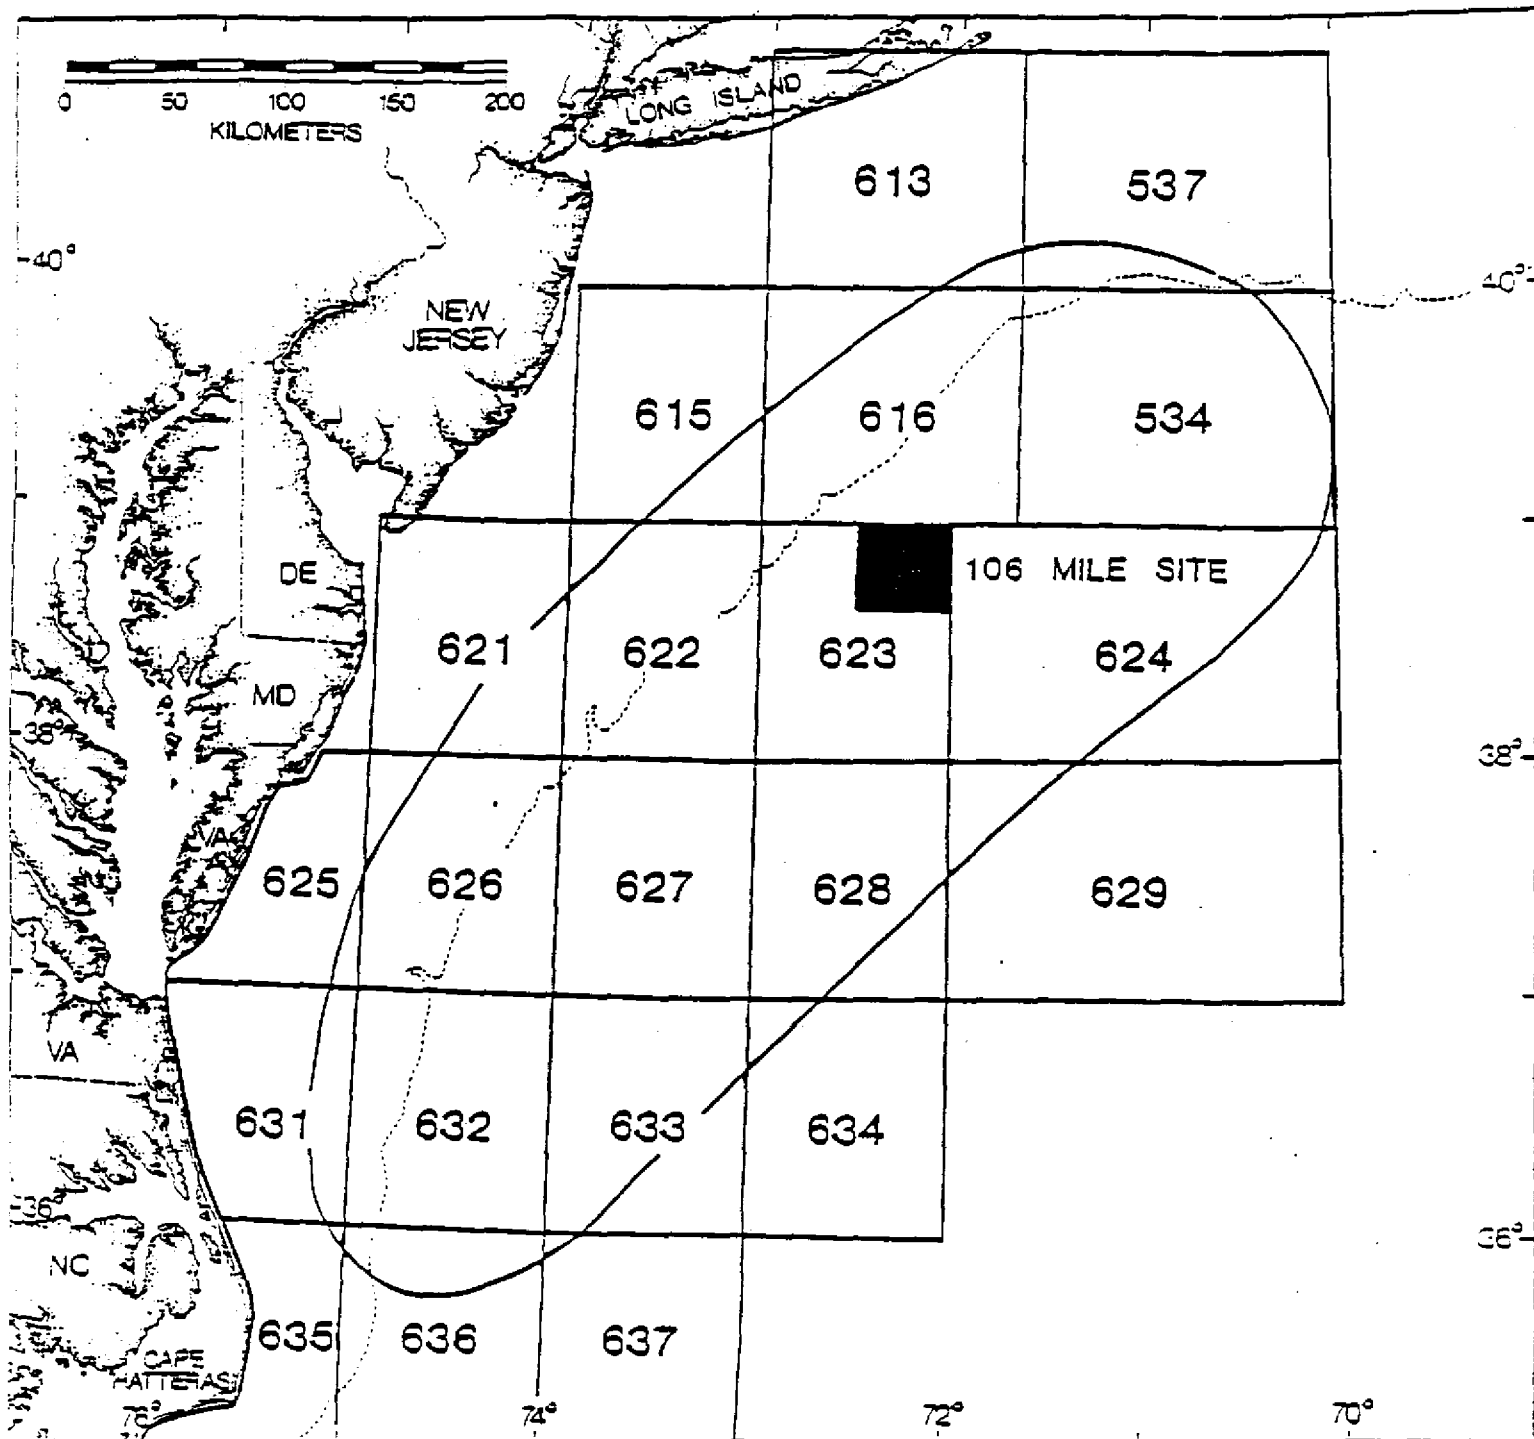 LONG ISLAND
0 50 100 150 200
KILOMETERS
613 537
40°
40°
NEW
JERSEY
615 616 534
DE
106 MILE SITE
621 622 623 624
MD
38°
38°
VA
625 626 627 628 629
VA
631 632 633 634
36°
36°
NC
635 636 637
CAPE
HATTERAS
76° 74° 72° 70°